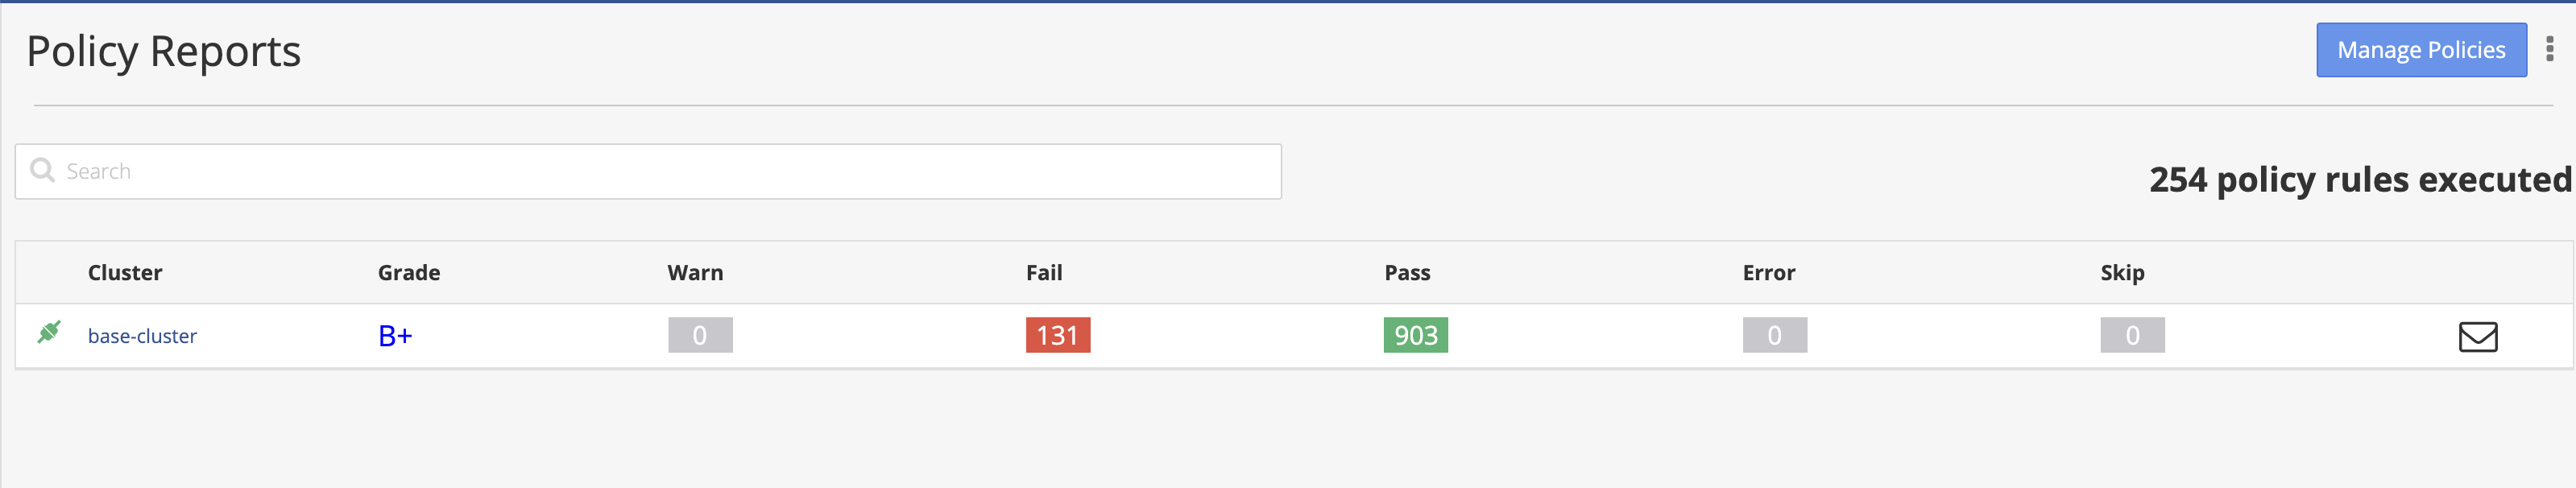 Policy Reports
Manage Policies
Search
254 policy rules executed
Cluster Grade Warn Fail Pass Error Skip
base-cluster B+ 0 131 903 0 0